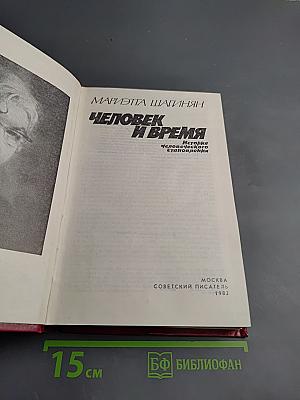 МАРИЭТТА ШАГИНЯН
ЧЕЛОВЕК
И ВРЕМЯ
История
человеческого
становления
МОСКВА
СОВЕТСКИЙ ПИСАТЕЛЬ
1982
15 см
БФ БИБЛИОФАН